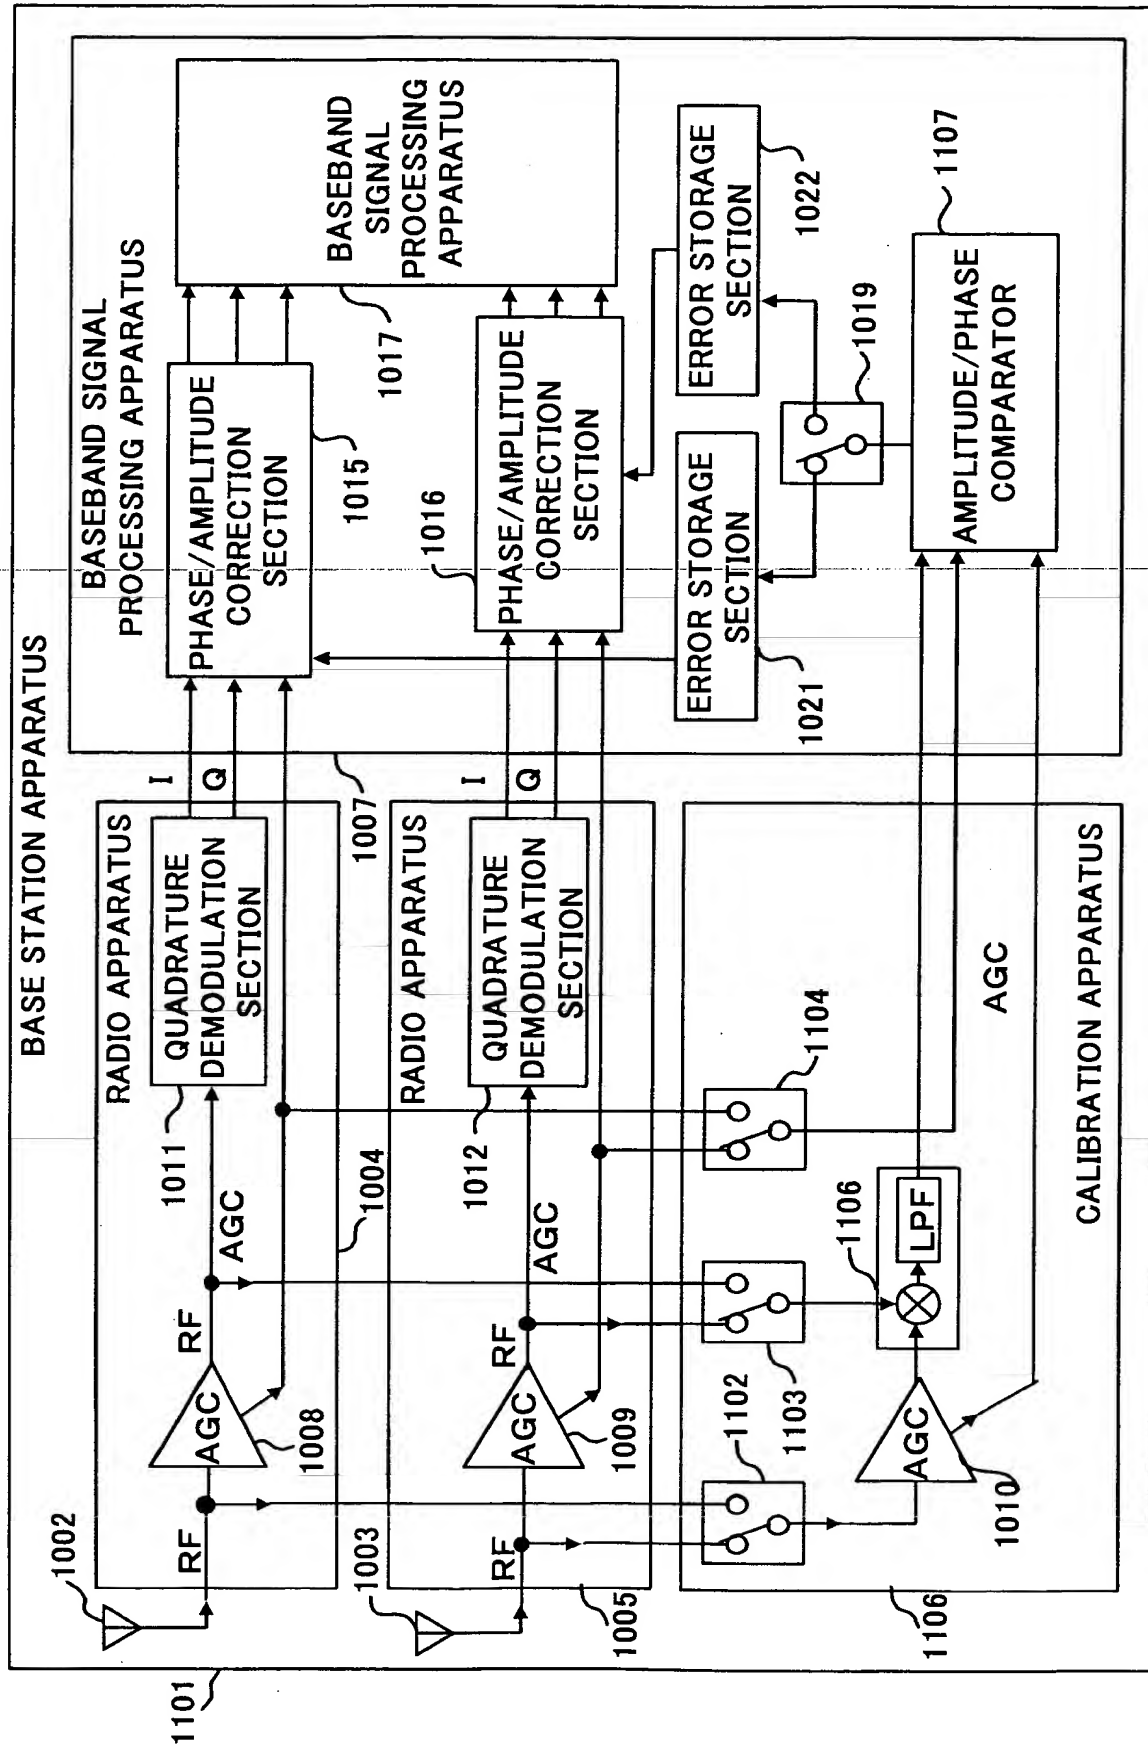 BASE STATION APPARATUS
1101
1002
RADIO APPARATUS
RF
AGC
1008
RF
AGC
1011
QUADRATURE
DEMODULATION
SECTION
1004
I
Q
1007
BASEBAND SIGNAL
PROCESSING APPARATUS
PHASE/AMPLITUDE
CORRECTION
SECTION
1015
BASEBAND
SIGNAL
PROCESSING
APPARATUS
1017
1003
RADIO APPARATUS
RF
AGC
1009
RF
AGC
1012
QUADRATURE
DEMODULATION
SECTION
1005
I
Q
1016
PHASE/AMPLITUDE
CORRECTION
SECTION
ERROR STORAGE
SECTION
1021
ERROR STORAGE
SECTION
1022
1019
1107
AMPLITUDE/PHASE
COMPARATOR
1102
1103
1104
1106
LPF
AGC
1010
AGC
CALIBRATION APPARATUS
1106